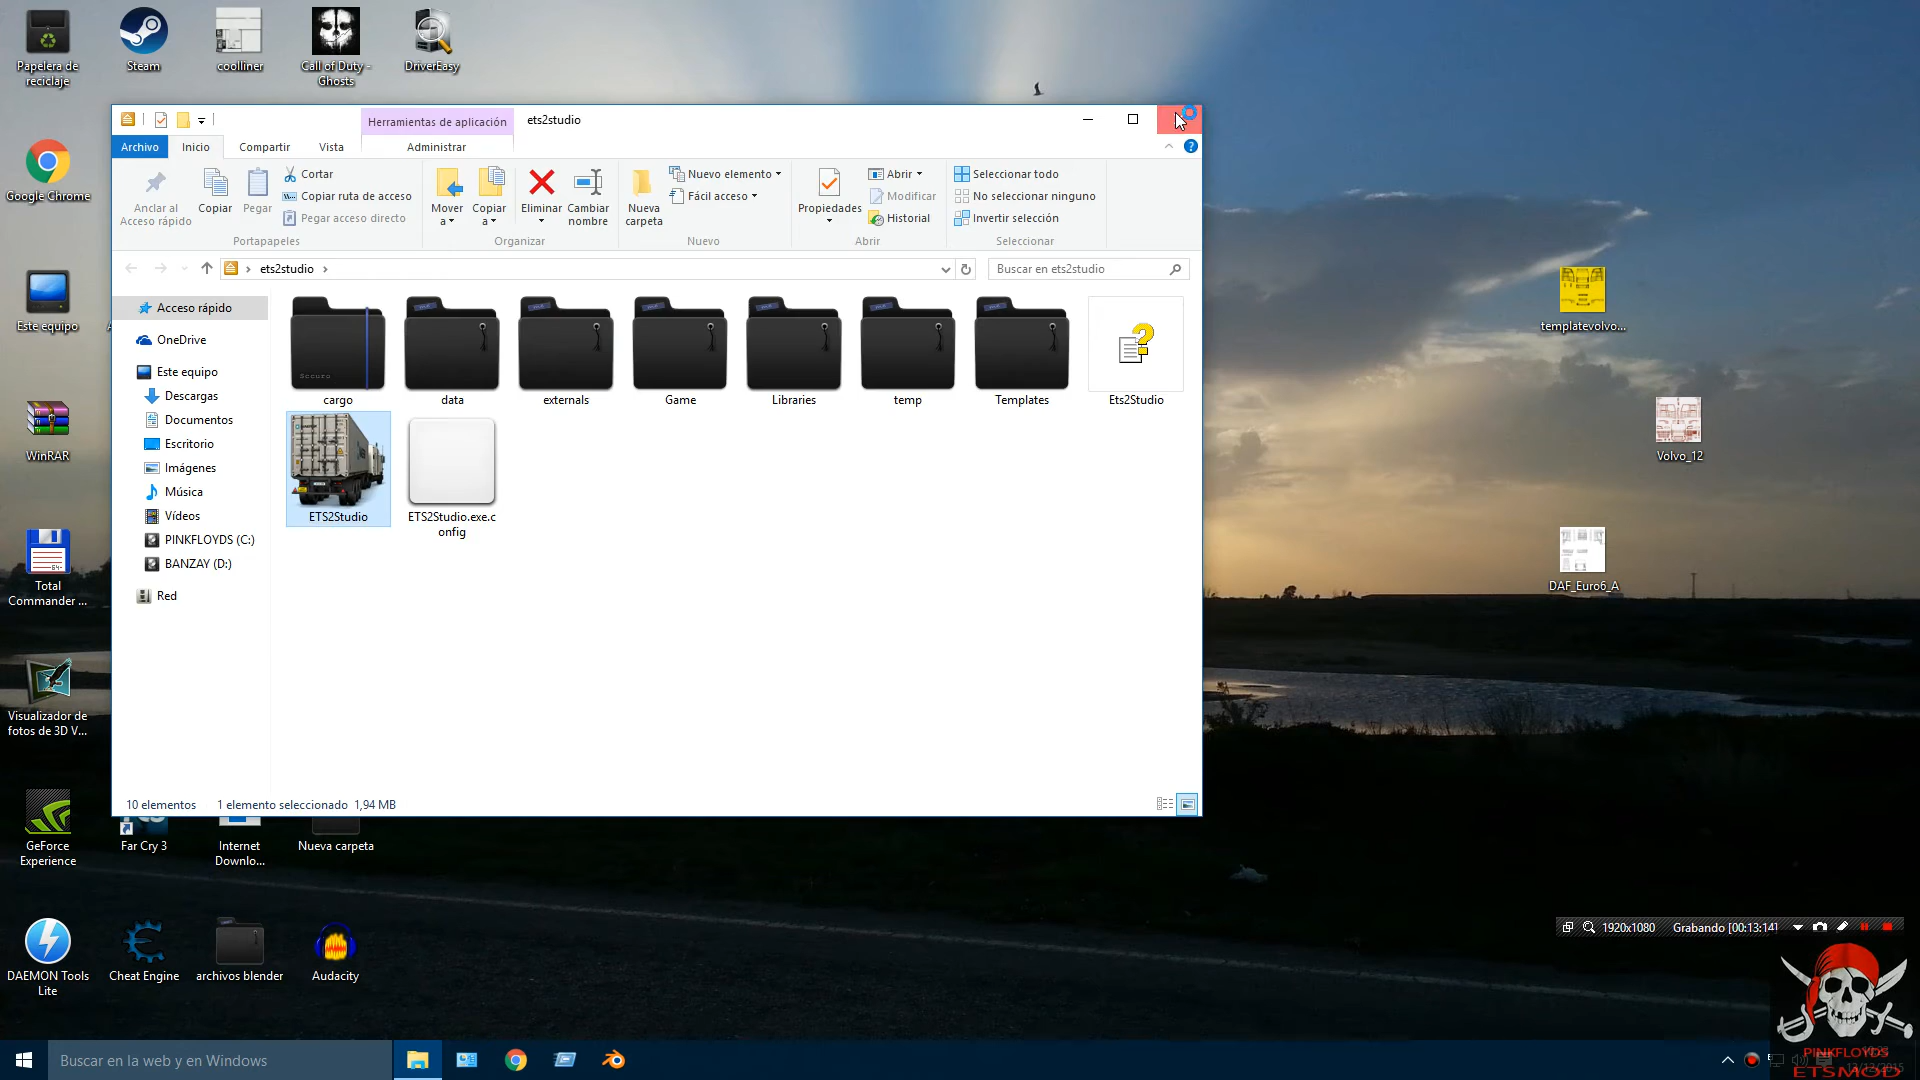 Papelera de
reciclaje
Steam
coolliner
Call of Duty -
Ghosts
DriverEasy
Herramientas de aplicación
ets2studio
Archivo
Inicio
Compartir
Vista
Administrar
Anclar al
Acceso rápido
Copiar
Pegar
Cortar
Copiar ruta de acceso
Pegar acceso directo
Portapapeles
Mover
a
Copiar
a
Eliminar
Cambiar
nombre
Organizar
Nueva
carpeta
Nuevo elemento
Fácil acceso
Nuevo
Propiedades
Abrir
Modificar
Historial
Abrir
Seleccionar todo
No seleccionar ninguno
Invertir selección
Seleccionar
ets2studio
Buscar en ets2studio
Acceso rápido
OneDrive
Este equipo
Descargas
Documentos
Escritorio
Imágenes
Música
Vídeos
PINKFLOYDS (C:)
BANZAY (D:)
Red
cargo
data
externals
Game
Libraries
temp
Templates
Ets2Studio
ETS2Studio
ETS2Studio.exe.c
onfig
10 elementos
1 elemento seleccionado 1,94 MB
Google Chrome
Este equipo
WinRAR
Total
Commander ...
Visualizador de
fotos de 3D V...
GeForce
Experience
Far Cry 3
Internet
Downlo...
Nueva carpeta
DAEMON Tools
Lite
Cheat Engine
archivos blender
Audacity
templatevolvo...
Volvo_12
DAF_Euro6_A
1920x1080
Grabando [00:13:14]
Buscar en la web y en Windows
PINKFLOYDS
ETSMOD